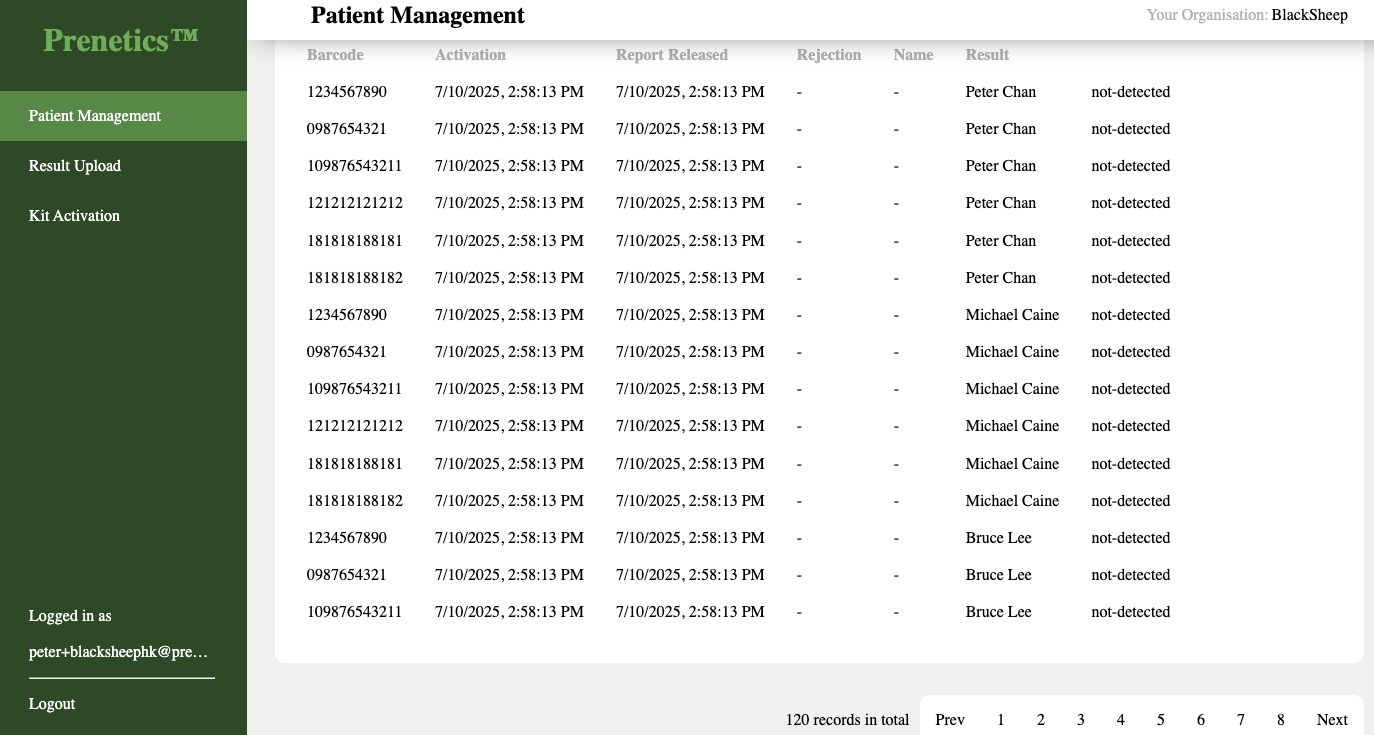 Prenetics™
Patient Management
Result Upload
Kit Activation
Logged in as
peter+blacksheephk@pre…
Logout
Patient Management
Your Organisation: BlackSheep
Barcode Activation Report Released Rejection Name Result
1234567890 7/10/2025, 2:58:13 PM 7/10/2025, 2:58:13 PM - - Peter Chan not-detected
0987654321 7/10/2025, 2:58:13 PM 7/10/2025, 2:58:13 PM - - Peter Chan not-detected
109876543211 7/10/2025, 2:58:13 PM 7/10/2025, 2:58:13 PM - - Peter Chan not-detected
121212121212 7/10/2025, 2:58:13 PM 7/10/2025, 2:58:13 PM - - Peter Chan not-detected
181818188181 7/10/2025, 2:58:13 PM 7/10/2025, 2:58:13 PM - - Peter Chan not-detected
181818188182 7/10/2025, 2:58:13 PM 7/10/2025, 2:58:13 PM - - Peter Chan not-detected
1234567890 7/10/2025, 2:58:13 PM 7/10/2025, 2:58:13 PM - - Michael Caine not-detected
0987654321 7/10/2025, 2:58:13 PM 7/10/2025, 2:58:13 PM - - Michael Caine not-detected
109876543211 7/10/2025, 2:58:13 PM 7/10/2025, 2:58:13 PM - - Michael Caine not-detected
121212121212 7/10/2025, 2:58:13 PM 7/10/2025, 2:58:13 PM - - Michael Caine not-detected
181818188181 7/10/2025, 2:58:13 PM 7/10/2025, 2:58:13 PM - - Michael Caine not-detected
181818188182 7/10/2025, 2:58:13 PM 7/10/2025, 2:58:13 PM - - Michael Caine not-detected
1234567890 7/10/2025, 2:58:13 PM 7/10/2025, 2:58:13 PM - - Bruce Lee not-detected
0987654321 7/10/2025, 2:58:13 PM 7/10/2025, 2:58:13 PM - - Bruce Lee not-detected
109876543211 7/10/2025, 2:58:13 PM 7/10/2025, 2:58:13 PM - - Bruce Lee not-detected
120 records in total Prev 1 2 3 4 5 6 7 8 Next